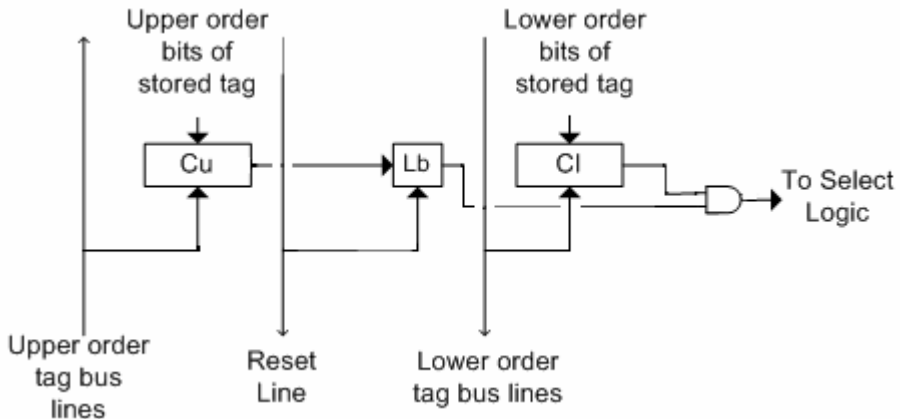 Upper order
bits of
stored tag
Lower order
bits of
stored tag
Cu
Lb
Cl
To Select
Logic
Upper order
tag bus
lines
Reset
Line
Lower order
tag bus lines